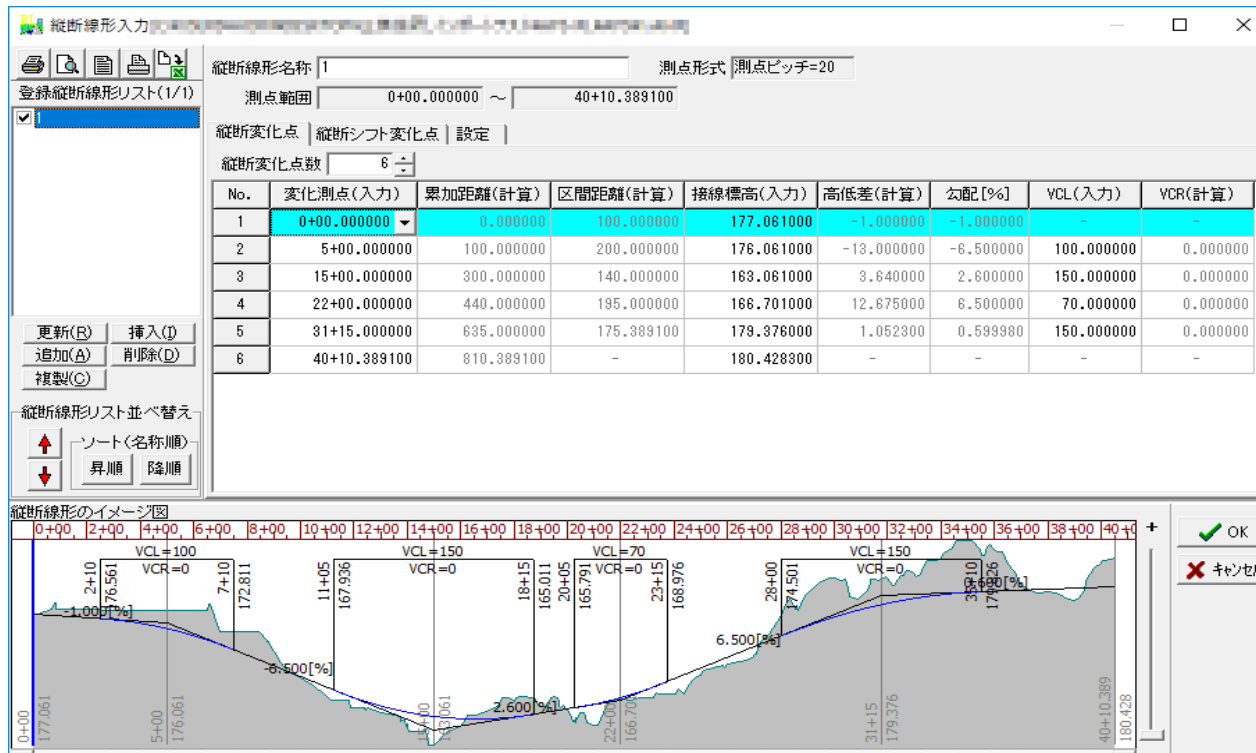 縦断線形入力
縦断線形名称 1 測点形式 測点ピッチ=20
登録縦断線形リスト(1/1) 測点範囲 0+00.000000 ～ 40+10.389100
1
縦断変化点 縦断シフト変化点 設定
縦断変化点数 6
No. 変化測点(入力) 累加距離(計算) 区間距離(計算) 接線標高(入力) 高低差(計算) 勾配[%] VCL(入力) VCR(計算)
1 0+00.000000 0.000000 100.000000 177.061000 -1.000000 -1.000000 - -
2 5+00.000000 100.000000 200.000000 176.061000 -13.000000 -6.500000 100.000000 0.000000
3 15+00.000000 300.000000 140.000000 163.061000 3.640000 2.600000 150.000000 0.000000
4 22+00.000000 440.000000 195.000000 166.701000 12.675000 6.500000 70.000000 0.000000
5 31+15.000000 635.000000 175.389100 179.376000 1.052300 0.599980 150.000000 0.000000
6 40+10.389100 810.389100 - 180.428300 - - - -
更新(R) 挿入(I)
追加(A) 削除(D)
複製(C)
縦断線形リスト並べ替え
ソート(名称順)
昇順 降順
縦断線形のイメージ図
0+00 2+00 4+00 6+00 8+00 10+00 12+00 14+00 16+00 18+00 20+00 22+00 24+00 26+00 28+00 30+00 32+00 34+00 36+00 38+00 +
VCL=100 VCL=150 VCL=70 VCL=150
VCR=0 VCR=0 VCR=0 VCR=0
2+10 76.561 7+10 172.811 11+05 167.936 18+15 165.011 20+05 165.791 23+15 168.976 28+00 174.501
-1.000[%] -6.500[%] 2.600[%] 6.500[%] 0.600[%]
0+00 177.061 5+00 176.061 22+00 31+15 179.376 40+10.389 180.428
OK
キャンセル